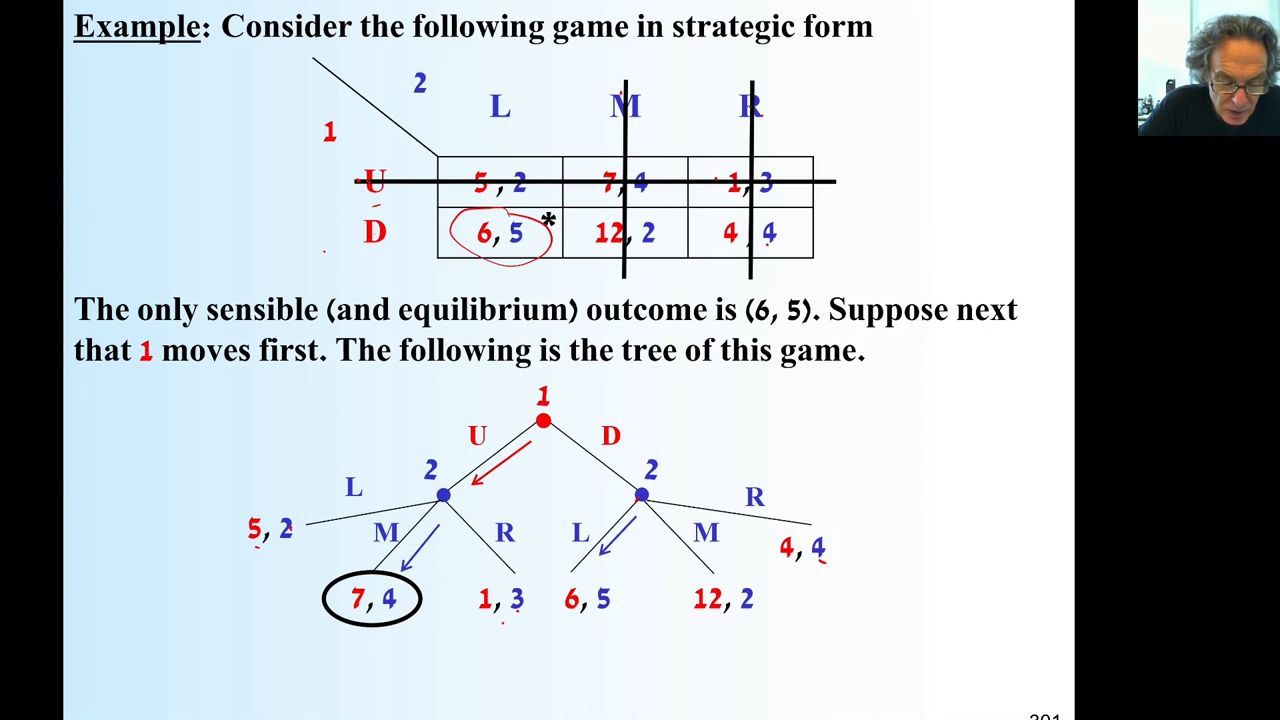 Example: Consider the following game in strategic form
2
L M R
1
U 5, 2 7, 4 1, 3
D 6, 5 * 12, 2 4, 4
The only sensible (and equilibrium) outcome is (6, 5). Suppose next
that 1 moves first. The following is the tree of this game.
1
U D
2 2
L R
M R L M
5, 2 4, 4
7, 4 1, 3 6, 5 12, 2